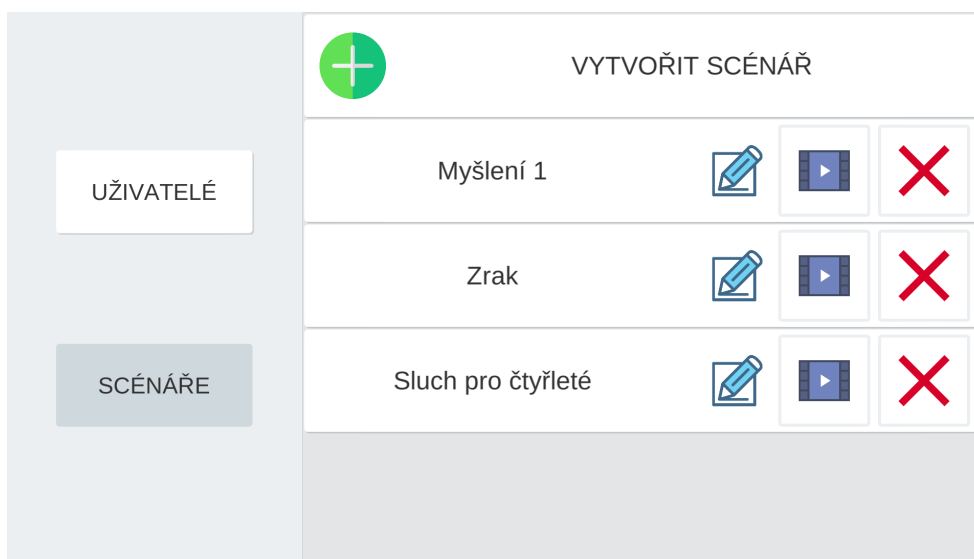 VYTVOŘIT SCÉNÁŘ
UŽIVATELÉ
Myšlení 1
Zrak
SCÉNÁŘE
Sluch pro čtyřleté